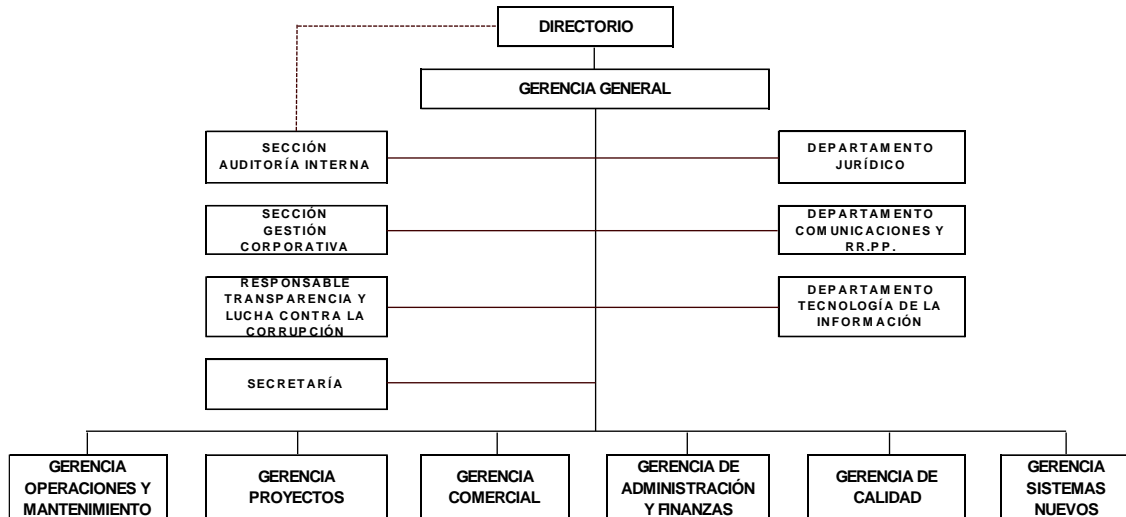 DIRECTORIO
GERENCIA GENERAL
SECCIÓN
AUDITORÍA INTERNA
DEPARTAMENTO
JURÍDICO
SECCIÓN
GESTIÓN
CORPORATIVA
DEPARTAMENTO
COMUNICACIONES Y
RR.PP.
RESPONSABLE
TRANSPARENCIA Y
LUCHA CONTRA LA
CORRUPCIÓN
DEPARTAMENTO
TECNOLOGÍA DE LA
INFORMACIÓN
SECRETARÍA
GERENCIA
OPERACIONES Y
MANTENIMIENTO
GERENCIA
PROYECTOS
GERENCIA
COMERCIAL
GERENCIA DE
ADMINISTRACIÓN
Y FINANZAS
GERENCIA DE
CALIDAD
GERENCIA
SISTEMAS
NUEVOS